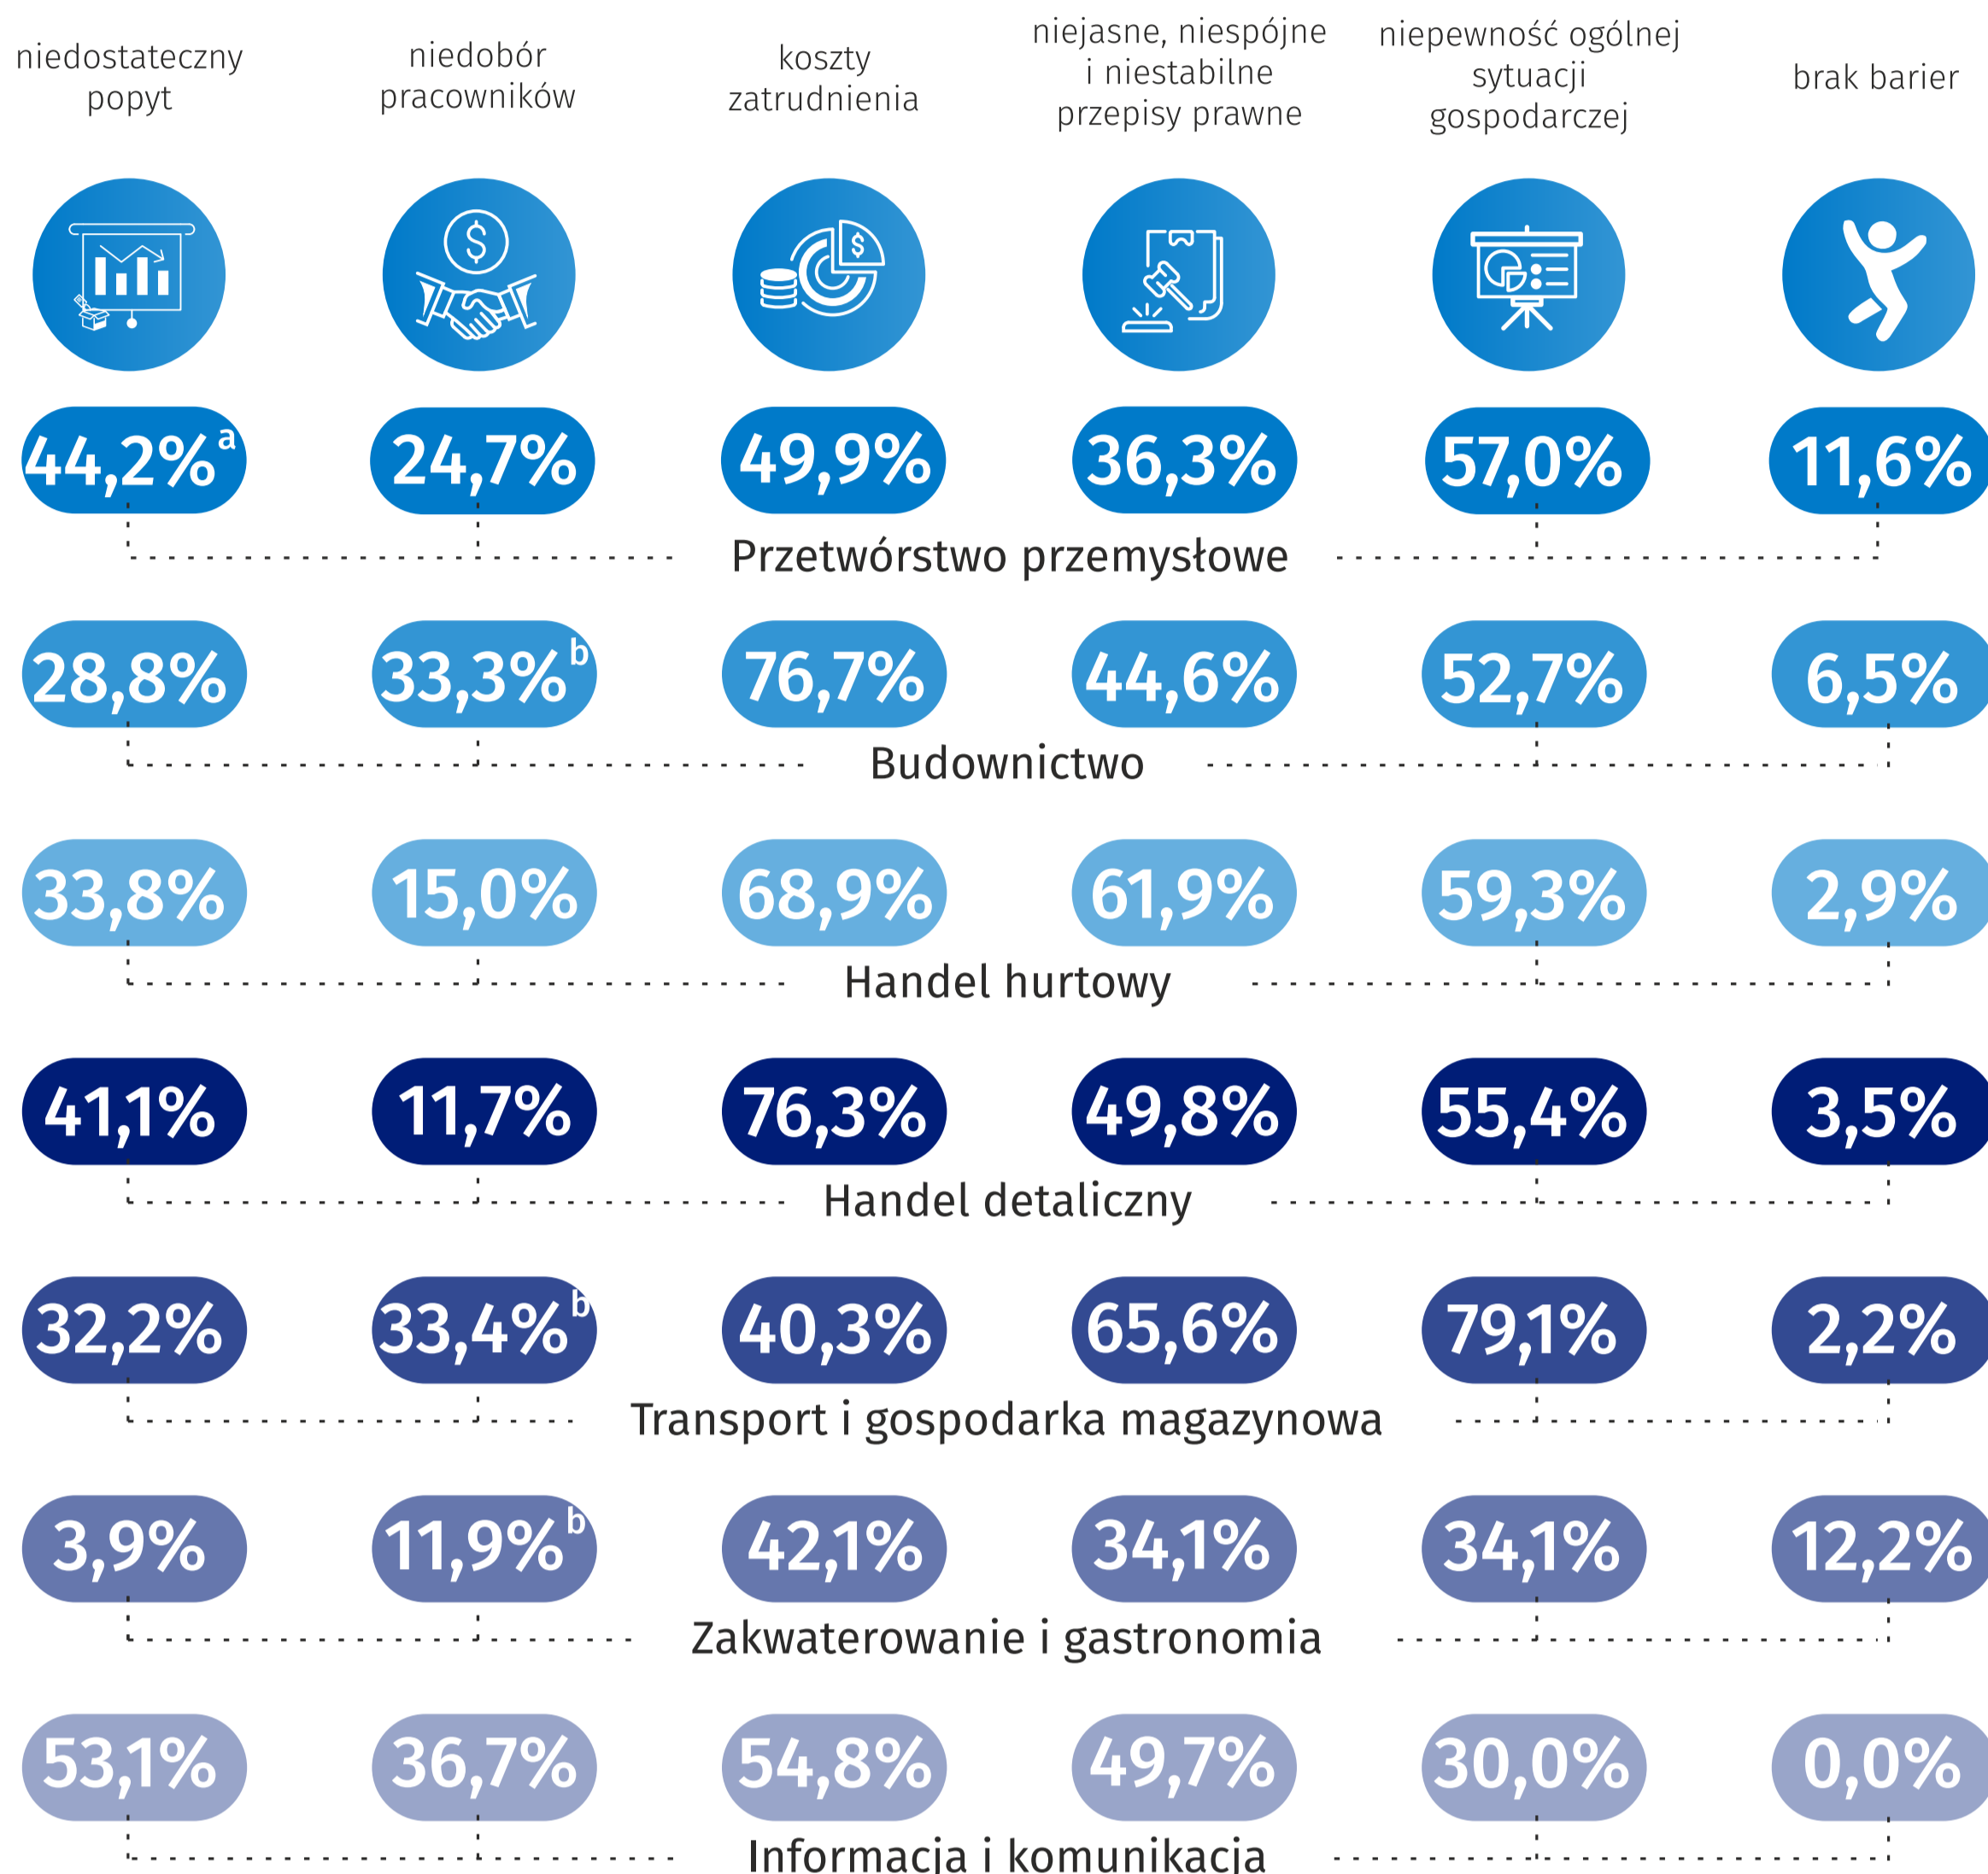 niedostateczny
popyt
niedobór
pracowników
koszty
zatrudnienia
niejasne, niespójne
i niestabilne
przepisy prawne
niepewność ogólnej
sytuacji
gospodarczej
brak barier
44,2%a 24,7% 49,9% 36,3% 57,0% 11,6%
Przetwórstwo przemysłowe
28,8% 33,3%b 76,7% 44,6% 52,7% 6,5%
Budownictwo
33,8% 15,0% 68,9% 61,9% 59,3% 2,9%
Handel hurtowy
41,1% 11,7% 76,3% 49,8% 55,4% 3,5%
Handel detaliczny
32,2% 33,4%b 40,3% 65,6% 79,1% 2,2%
Transport i gospodarka magazynowa
3,9% 11,9%b 42,1% 34,1% 34,1% 12,2%
Zakwaterowanie i gastronomia
53,1% 36,7% 54,8% 49,7% 30,0% 0,0%
Informacja i komunikacja